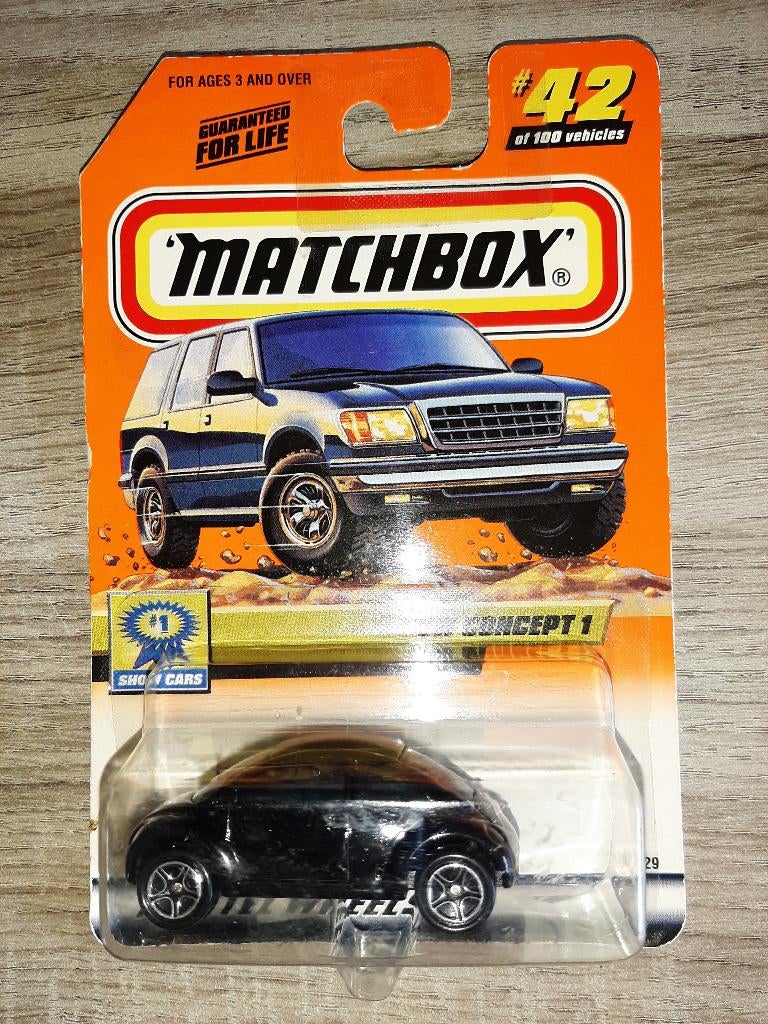 FOR AGES 3 AND OVER
GUARANTEED
FOR LIFE
#42
of 100 vehicles
'MATCHBOX'®
#1
SHOW CARS
CONCEPT 1
29